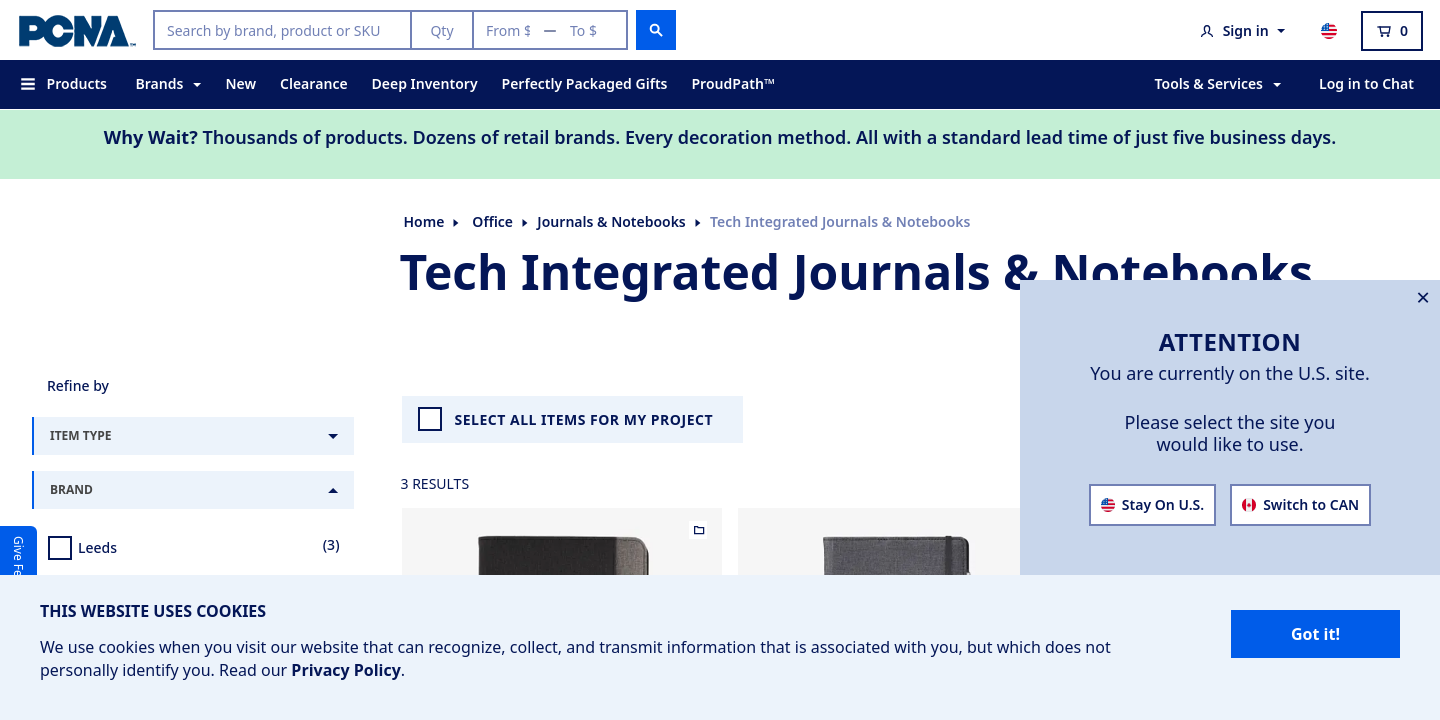 PCNA™
Search by brand, product or SKU
Qty
From $ — To $
Sign in
0
Products
Brands
New
Clearance
Deep Inventory
Perfectly Packaged Gifts
ProudPath™
Tools & Services
Log in to Chat
Why Wait? Thousands of products. Dozens of retail brands. Every decoration method. All with a standard lead time of just five business days.
Home
Office
Journals & Notebooks
Tech Integrated Journals & Notebooks
Tech Integrated Journals & Notebooks
ATTENTION
You are currently on the U.S. site.
Please select the site you
would like to use.
Stay On U.S.
Switch to CAN
Refine by
ITEM TYPE
BRAND
Leeds
(3)
Give Fe
SELECT ALL ITEMS FOR MY PROJECT
3 RESULTS
THIS WEBSITE USES COOKIES
We use cookies when you visit our website that can recognize, collect, and transmit information that is associated with you, but which does not
personally identify you. Read our Privacy Policy.
Got it!